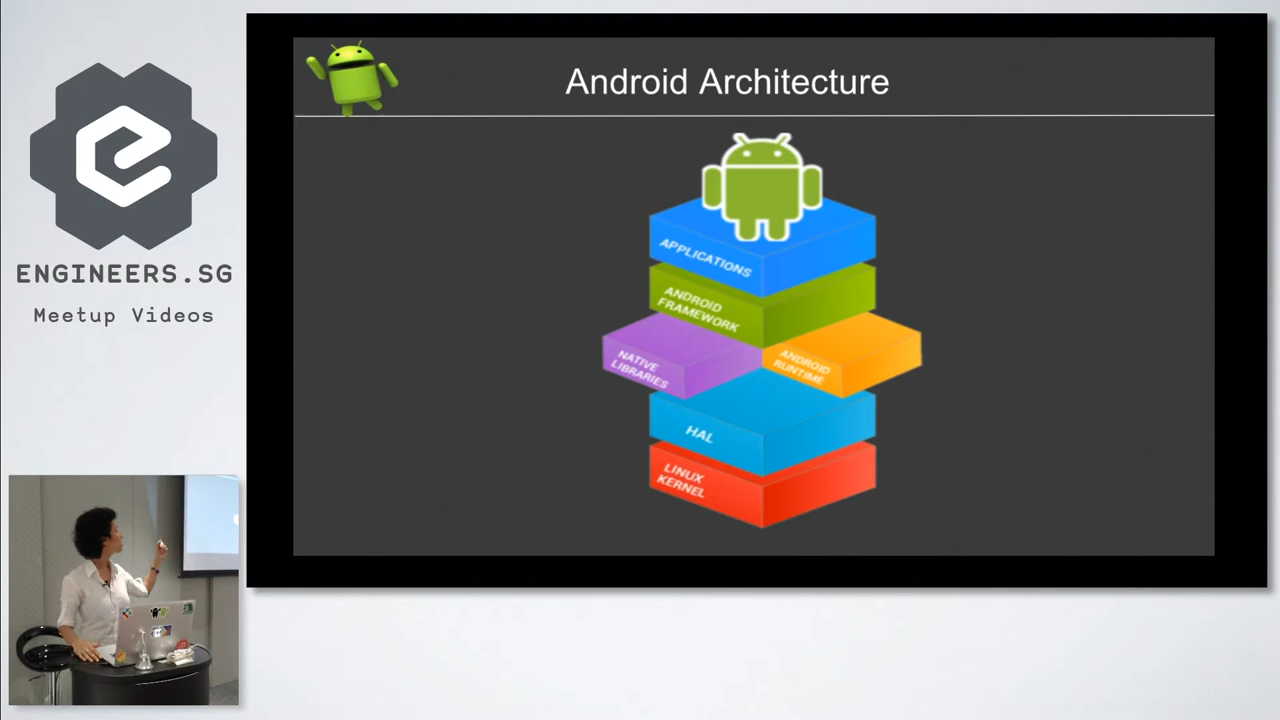 Android Architecture
ENGINEERS.SG
Meetup Videos
APPLICATIONS
ANDROID
FRAMEWORK
NATIVE
LIBRARIES
ANDROID
RUNTIME
HAL
LINUX
KERNEL